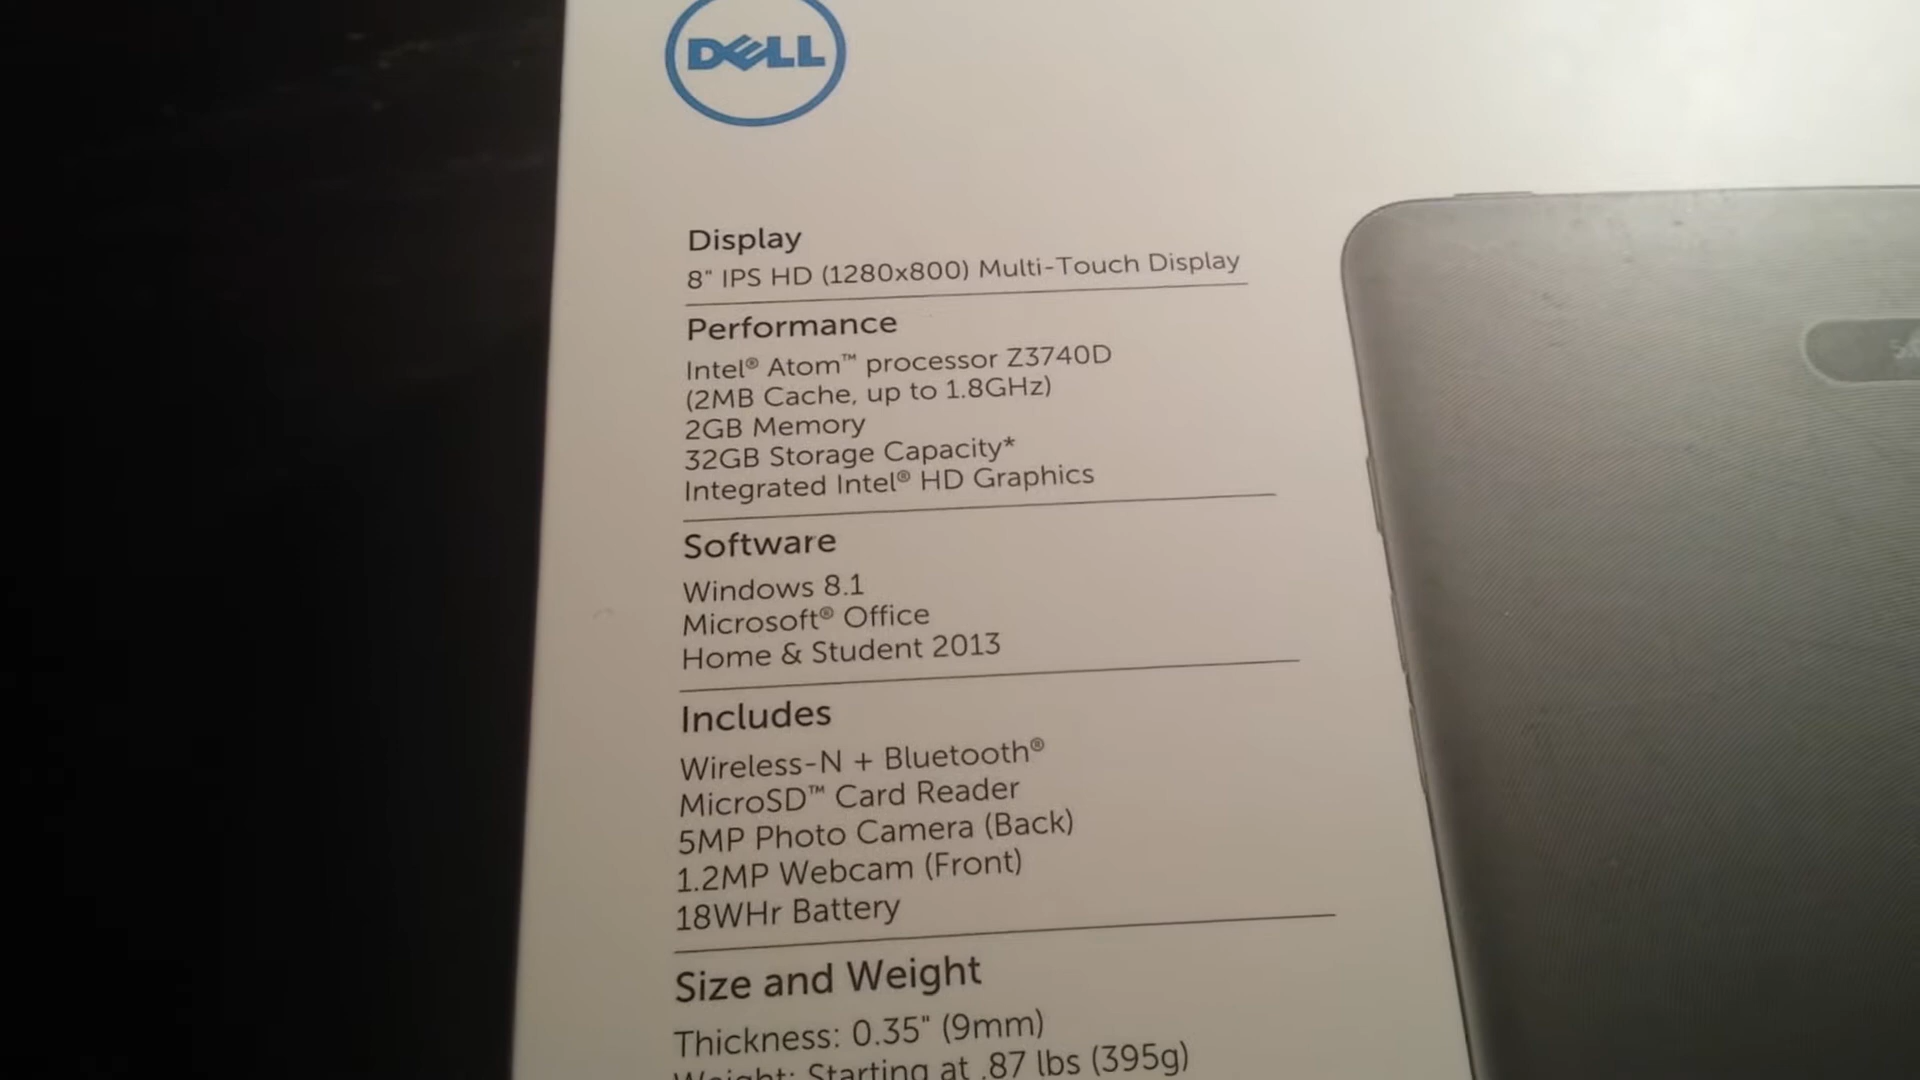 DELL
Display
8" IPS HD (1280x800) Multi-Touch Display
Performance
Intel® Atom™ processor Z3740D
(2MB Cache, up to 1.8GHz)
2GB Memory
32GB Storage Capacity*
Integrated Intel® HD Graphics
Software
Windows 8.1
Microsoft® Office
Home & Student 2013
Includes
Wireless-N + Bluetooth®
MicroSD™ Card Reader
5MP Photo Camera (Back)
1.2MP Webcam (Front)
18WHr Battery
Size and Weight
Thickness: 0.35" (9mm)
Weight: Starting at .87 lbs (395g)